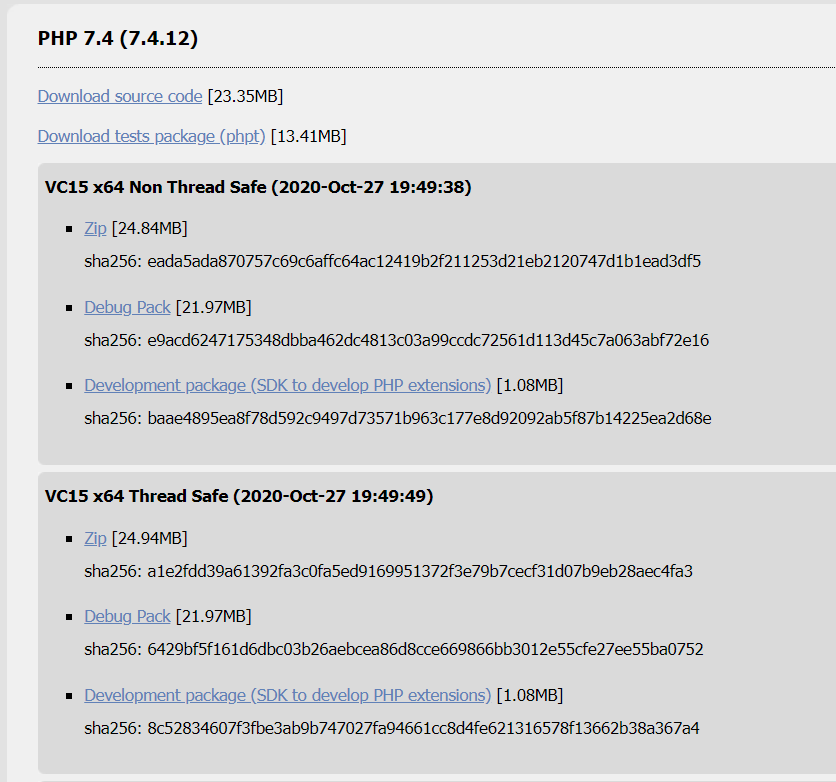 PHP 7.4 (7.4.12)
Download source code [23.35MB]
Download tests package (phpt) [13.41MB]
VC15 x64 Non Thread Safe (2020-Oct-27 19:49:38)
Zip [24.84MB]
sha256: eada5ada870757c69c6affc64ac12419b2f211253d21eb2120747d1b1ead3df5
Debug Pack [21.97MB]
sha256: e9acd6247175348dbba462dc4813c03a99ccdc72561d113d45c7a063abf72e16
Development package (SDK to develop PHP extensions) [1.08MB]
sha256: baae4895ea8f78d592c9497d73571b963c177e8d92092ab5f87b14225ea2d68e
VC15 x64 Thread Safe (2020-Oct-27 19:49:49)
Zip [24.94MB]
sha256: a1e2fdd39a61392fa3c0fa5ed9169951372f3e79b7cecf31d07b9eb28aec4fa3
Debug Pack [21.97MB]
sha256: 6429bf5f161d6dbc03b26aebcea86d8cce669866bb3012e55cfe27ee55ba0752
Development package (SDK to develop PHP extensions) [1.08MB]
sha256: 8c52834607f3fbe3ab9b747027fa94661cc8d4fe621316578f13662b38a367a4